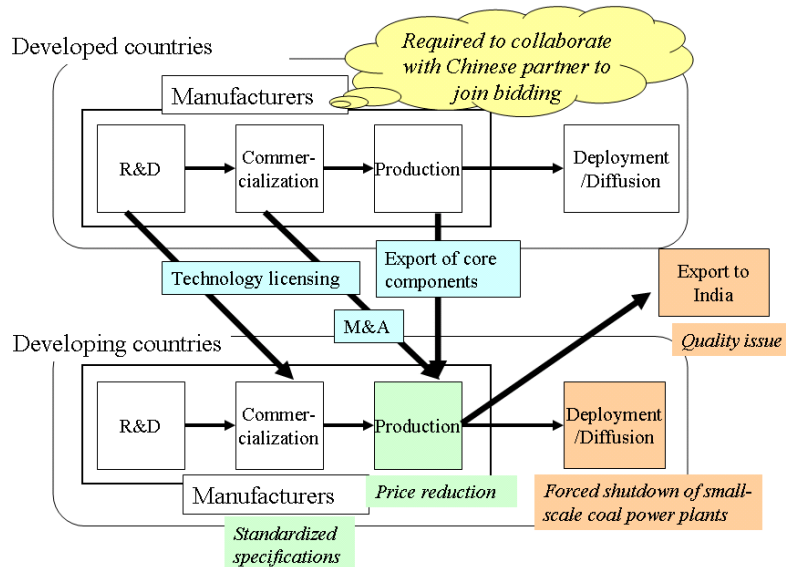 Developed countries
Required to collaborate
with Chinese partner to
join bidding
Manufacturers
R&D
Commer-
cialization
Production
Deployment
/Diffusion
Technology licensing
Export of core
components
M&A
Export to
India
Quality issue
Developing countries
R&D
Commer-
cialization
Production
Deployment
/Diffusion
Manufacturers
Price reduction
Forced shutdown of small-
scale coal power plants
Standardized
specifications